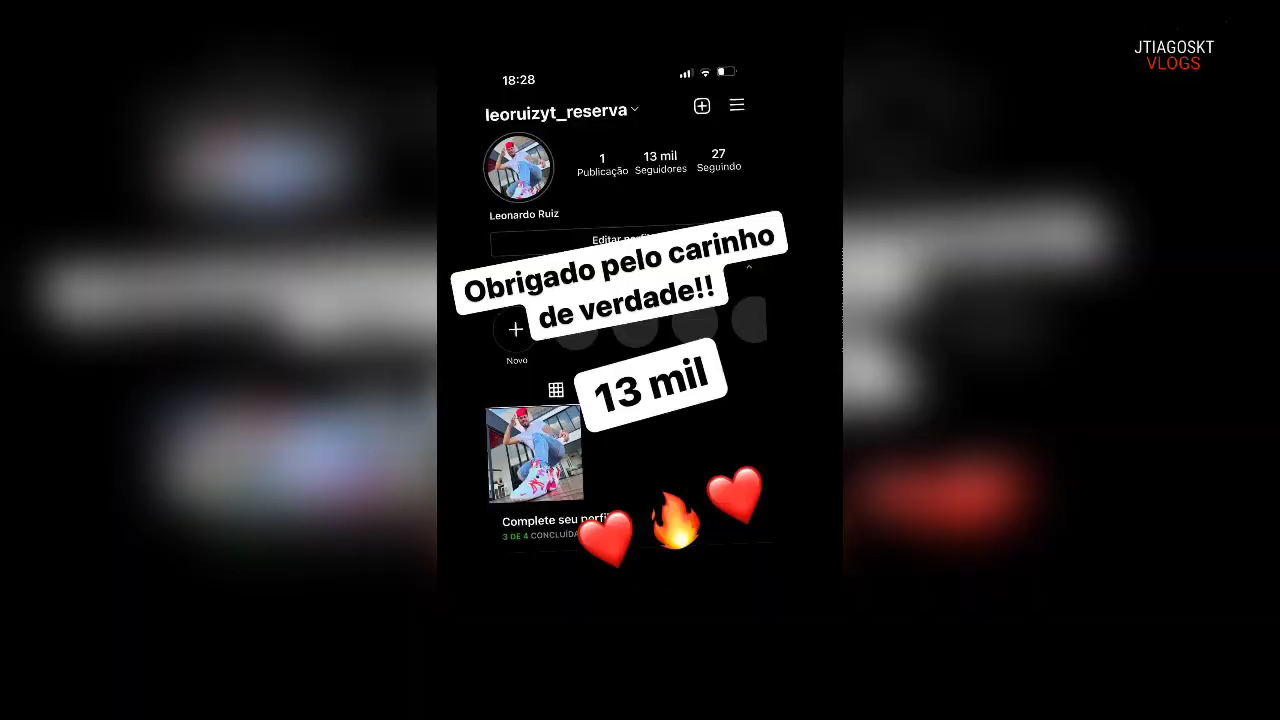 JTIAGOSKT
VLOGS
18:28
leoruizyt_reserva
1
Publicação
13 mil
Seguidores
27
Seguindo
Leonardo Ruiz
Editar
Obrigado pelo carinho
de verdade!!
Novo
13 mil
Complete seu
3 DE 4